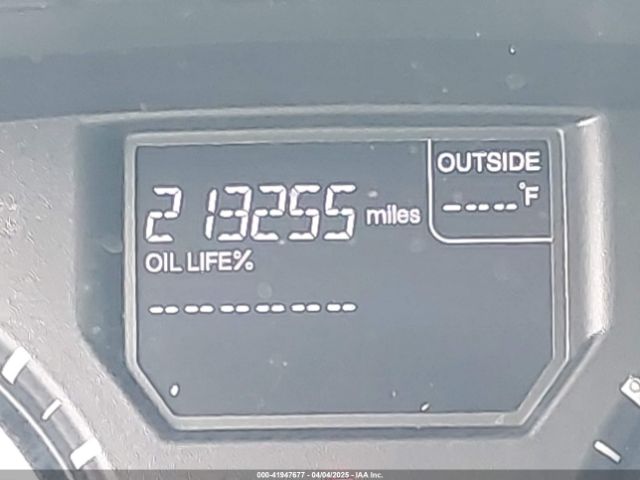 OUTSIDE
----°F
213255 miles
OIL LIFE%
------------
000-41947677 - 04/04/2025 - IAA Inc.